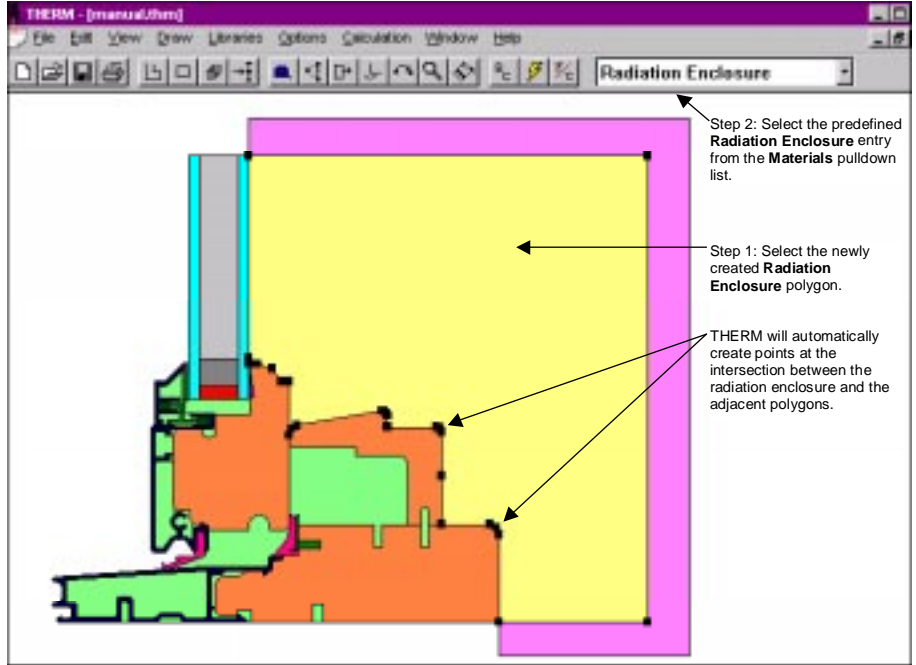 THERM - [manual.thm]
File Edit View Draw Libraries Options Calculation Window Help
Radiation Enclosure
Step 2: Select the predefined
Radiation Enclosure entry
from the Materials pulldown
list.
Step 1: Select the newly
created Radiation
Enclosure polygon.
THERM will automatically
create points at the
intersection between the
radiation enclosure and the
adjacent polygons.